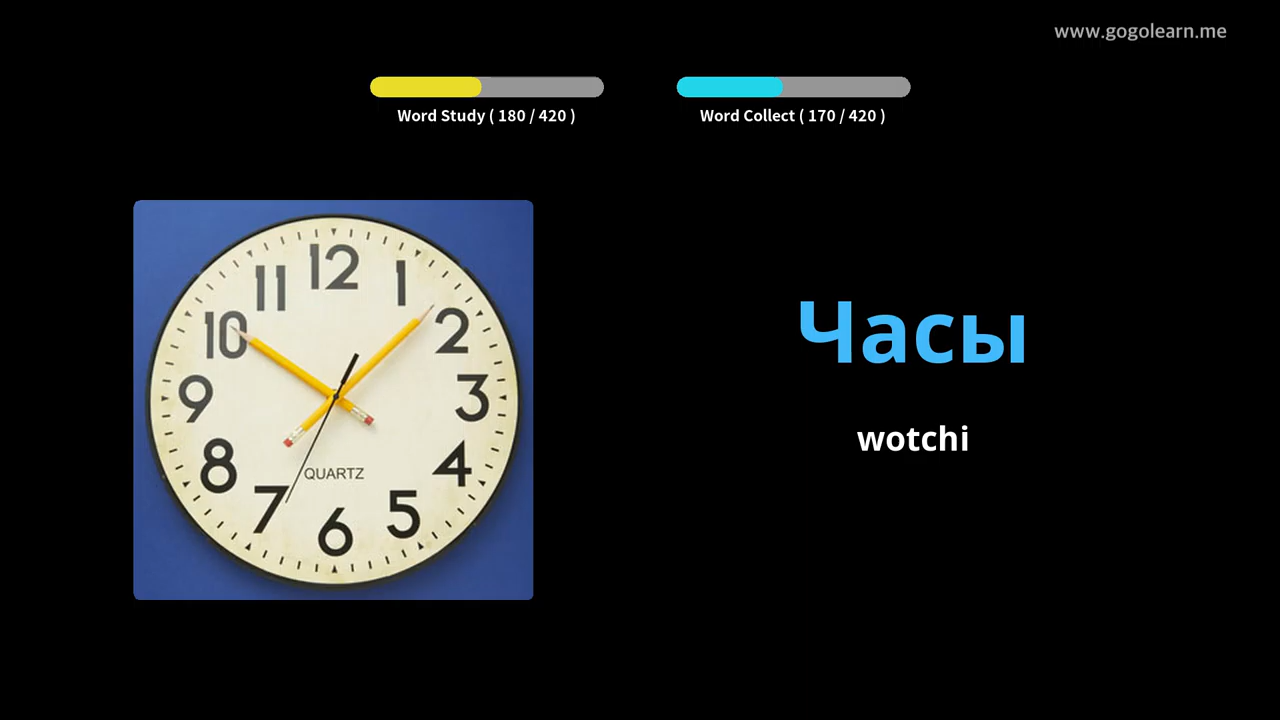 www.gogolearn.me
Word Study ( 180 / 420 )
Word Collect ( 170 / 420 )
12
11
1
10
2
9
3
8
4
QUARTZ
7
5
6
Часы
wotchi